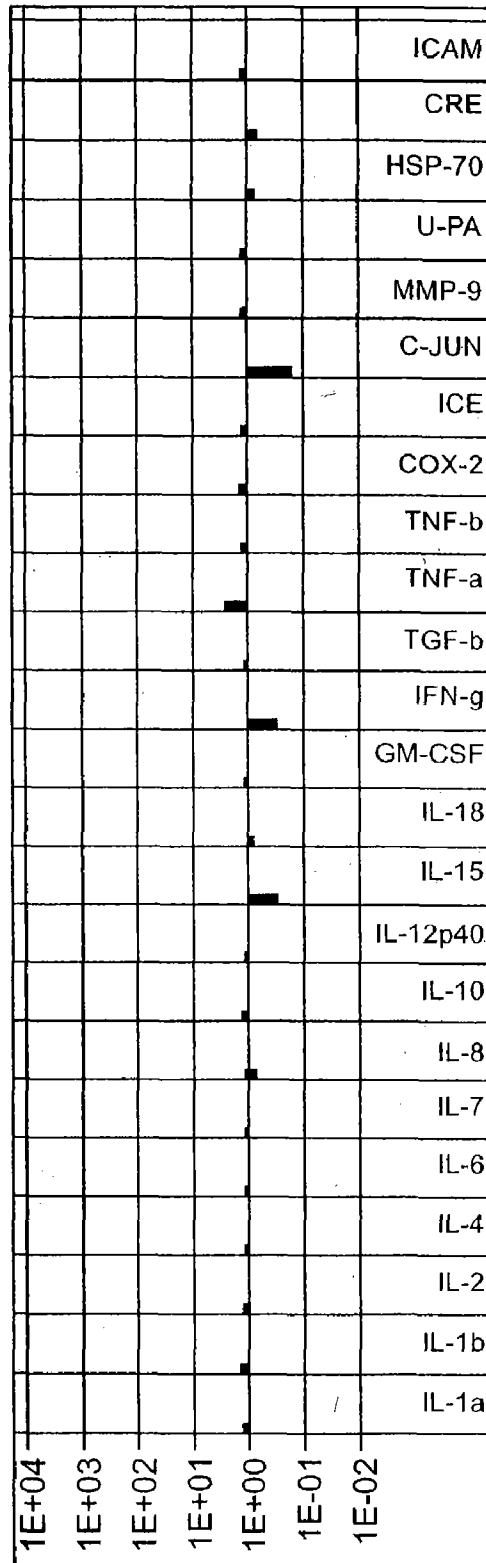 ICAM
CRE
HSP-70
U-PA
MMP-9
C-JUN
ICE
COX-2
TNF-b
TNF-a
TGF-b
IFN-g
GM-CSF
IL-18
IL-15
IL-12p40
IL-10
IL-8
IL-7
IL-6
IL-4
IL-2
IL-1b
IL-1a
1E+04
1E+03
1E+02
1E+01
1E+00
1E-01
1E-02